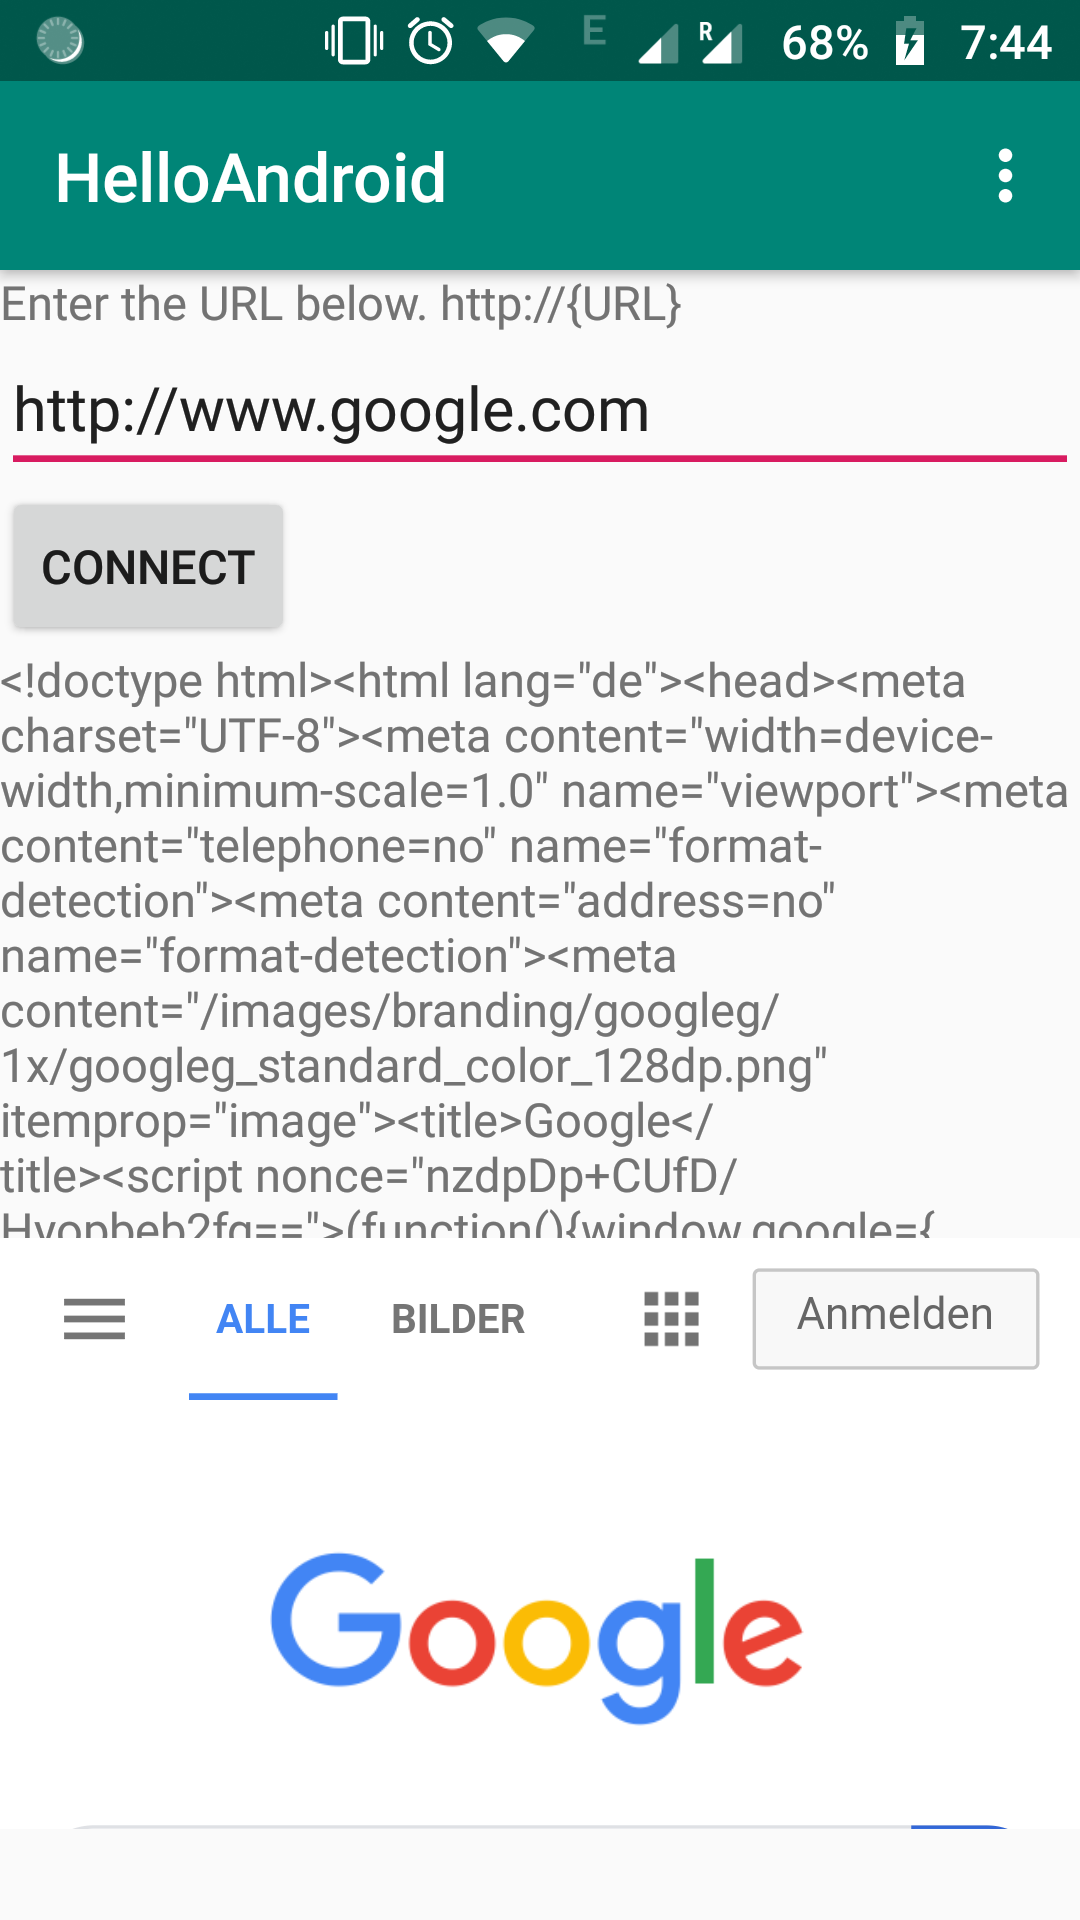 E R 68% 7:44
HelloAndroid
Enter the URL below. http://{URL}
http://www.google.com
CONNECT
<!doctype html><html lang="de"><head><meta
charset="UTF-8"><meta content="width=device-
width,minimum-scale=1.0" name="viewport"><meta
content="telephone=no" name="format-
detection"><meta content="address=no"
name="format-detection"><meta
content="/images/branding/googleg/
1x/googleg_standard_color_128dp.png"
itemprop="image"><title>Google</
title><script nonce="nzdpDp+CUfD/
(function(){window.google={
ALLE BILDER Anmelden
Google